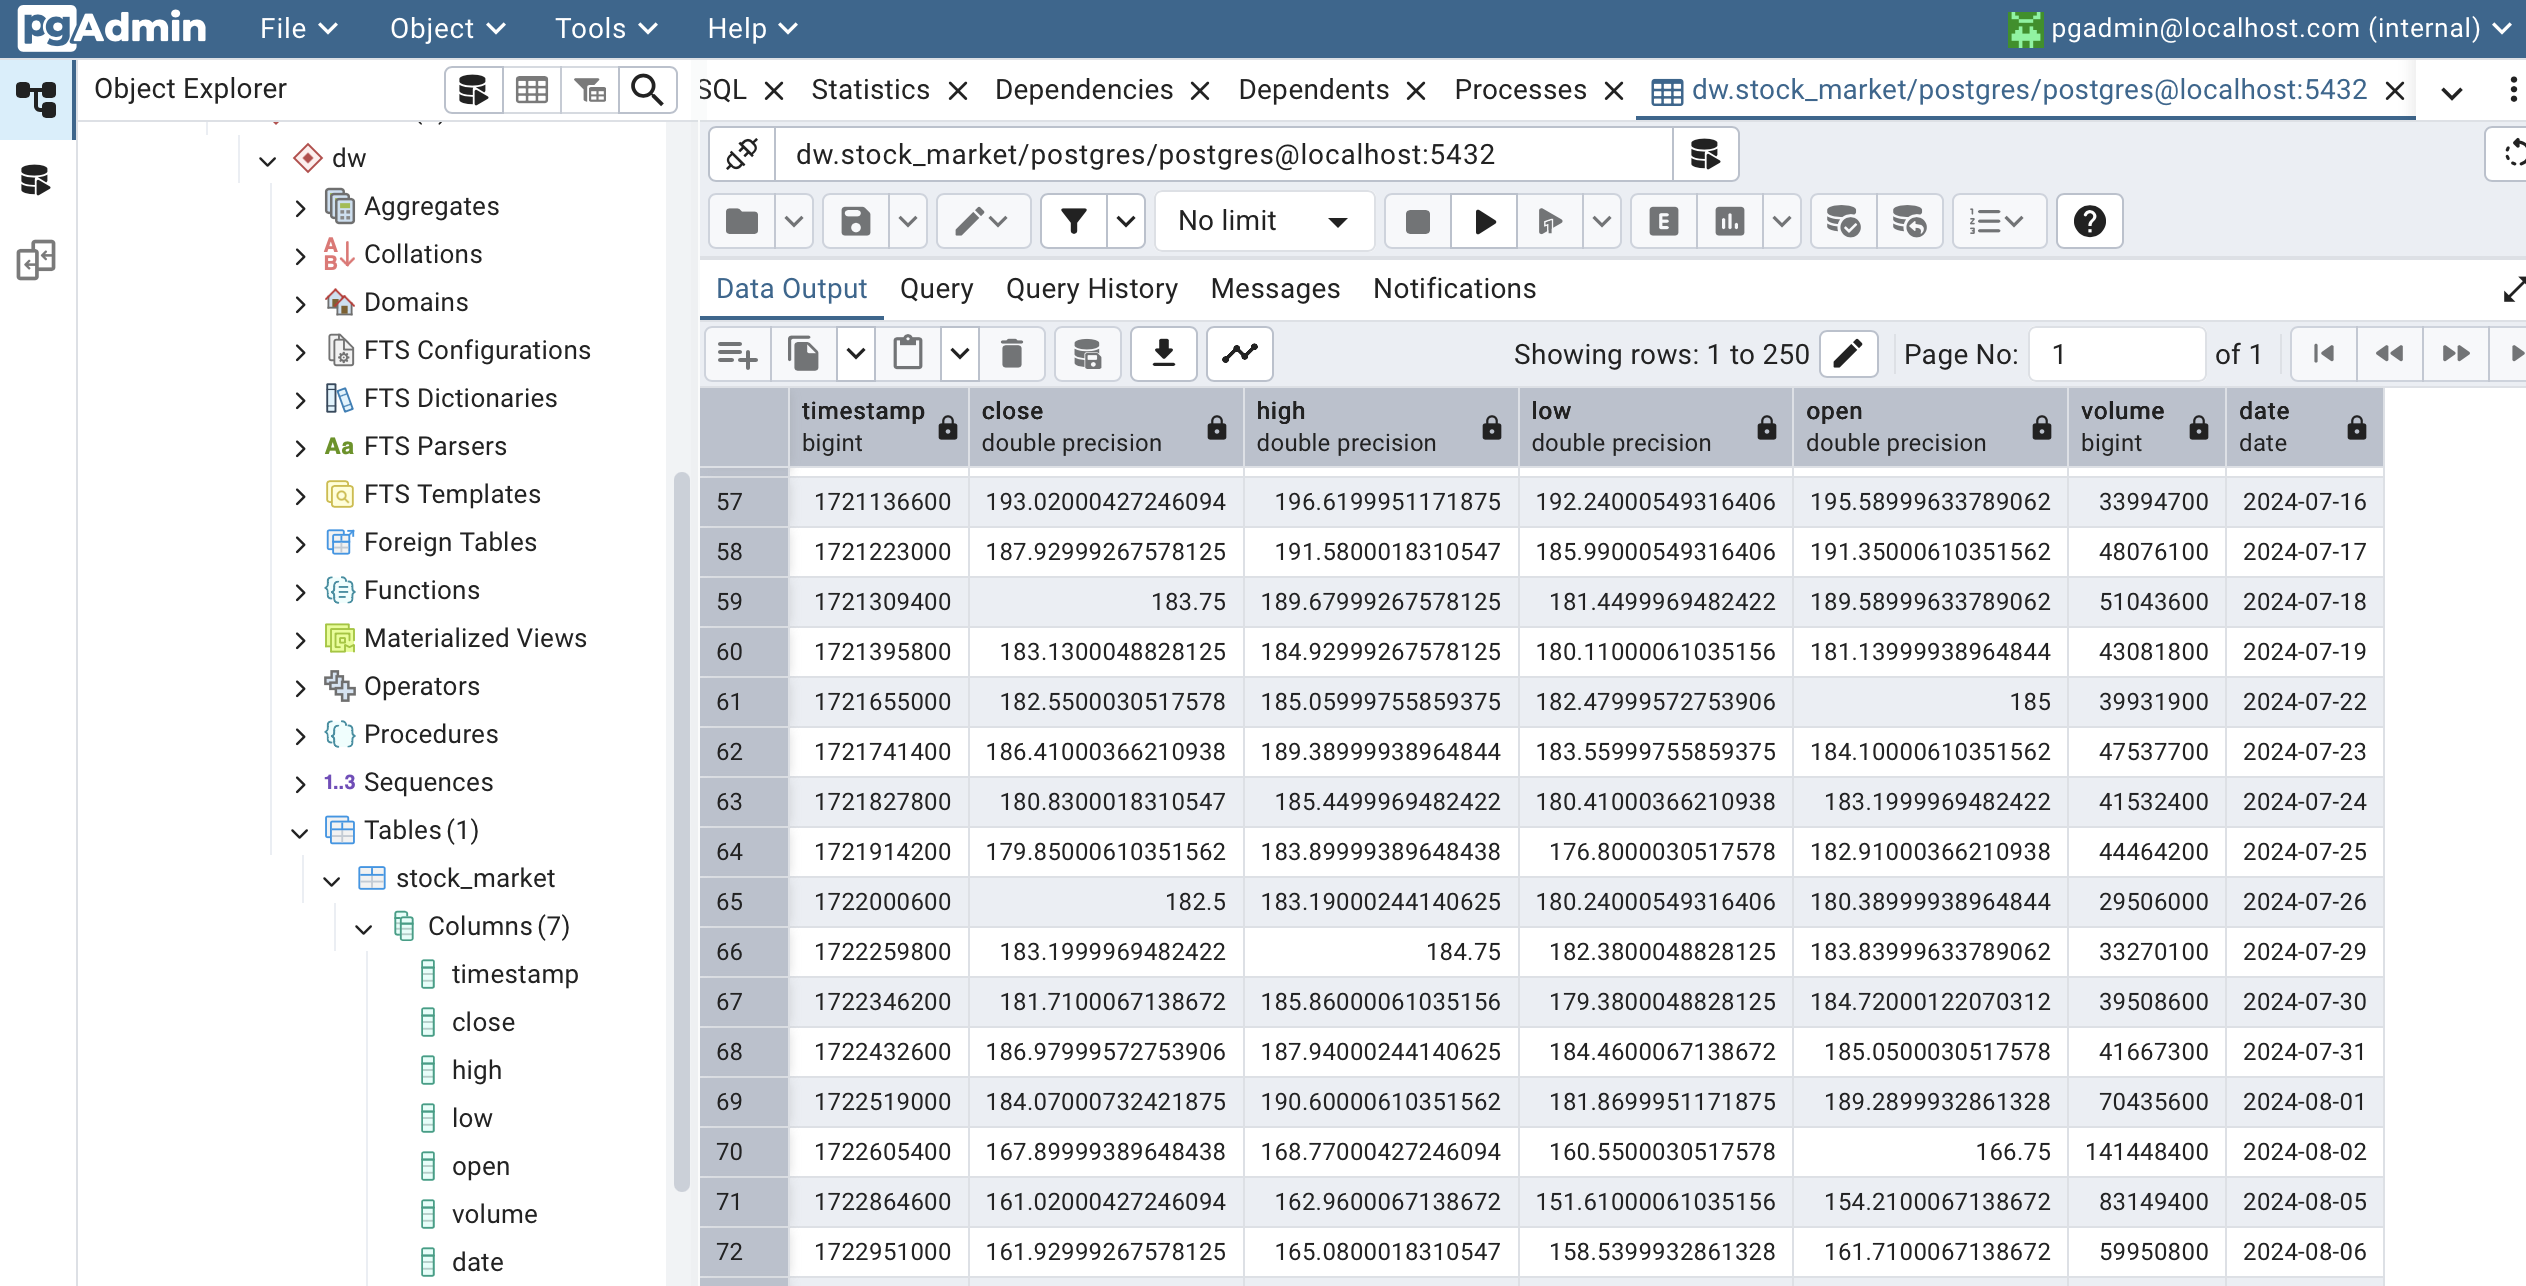 pgAdmin File Object Tools Help pgadmin@localhost.com (internal)
Object Explorer
SQL Statistics Dependencies Dependents Processes dw.stock_market/postgres/postgres@localhost:5432
dw.stock_market/postgres/postgres@localhost:5432
No limit
E
Data Output Query Query History Messages Notifications
Showing rows: 1 to 250 Page No: 1 of 1
dw
Aggregates
Collations
Domains
FTS Configurations
FTS Dictionaries
Aa FTS Parsers
FTS Templates
Foreign Tables
Functions
Materialized Views
Operators
Procedures
1..3 Sequences
Tables (1)
stock_market
Columns (7)
timestamp
close
high
low
open
volume
date
timestamp close high low open volume date
bigint double precision double precision double precision double precision bigint date
57 1721136600 193.02000427246094 196.6199951171875 192.24000549316406 195.58999633789062 33994700 2024-07-16
58 1721223000 187.92999267578125 191.5800018310547 185.99000549316406 191.35000610351562 48076100 2024-07-17
59 1721309400 183.75 189.67999267578125 181.4499969482422 189.58999633789062 51043600 2024-07-18
60 1721395800 183.1300048828125 184.92999267578125 180.11000061035156 181.13999938964844 43081800 2024-07-19
61 1721655000 182.5500030517578 185.05999755859375 182.47999572753906 185 39931900 2024-07-22
62 1721741400 186.41000366210938 189.38999938964844 183.55999755859375 184.10000610351562 47537700 2024-07-23
63 1721827800 180.8300018310547 185.4499969482422 180.41000366210938 183.1999969482422 41532400 2024-07-24
64 1721914200 179.85000610351562 183.89999389648438 176.8000030517578 182.91000366210938 44464200 2024-07-25
65 1722000600 182.5 183.19000244140625 180.24000549316406 180.38999938964844 29506000 2024-07-26
66 1722259800 183.1999969482422 184.75 182.3800048828125 183.83999633789062 33270100 2024-07-29
67 1722346200 181.7100067138672 185.86000061035156 179.3800048828125 184.72000122070312 39508600 2024-07-30
68 1722432600 186.97999572753906 187.94000244140625 184.4600067138672 185.0500030517578 41667300 2024-07-31
69 1722519000 184.07000732421875 190.60000610351562 181.8699951171875 189.2899932861328 70435600 2024-08-01
70 1722605400 167.89999389648438 168.77000427246094 160.5500030517578 166.75 141448400 2024-08-02
71 1722864600 161.02000427246094 162.9600067138672 151.61000061035156 154.2100067138672 83149400 2024-08-05
72 1722951000 161.92999267578125 165.0800018310547 158.5399932861328 161.7100067138672 59950800 2024-08-06